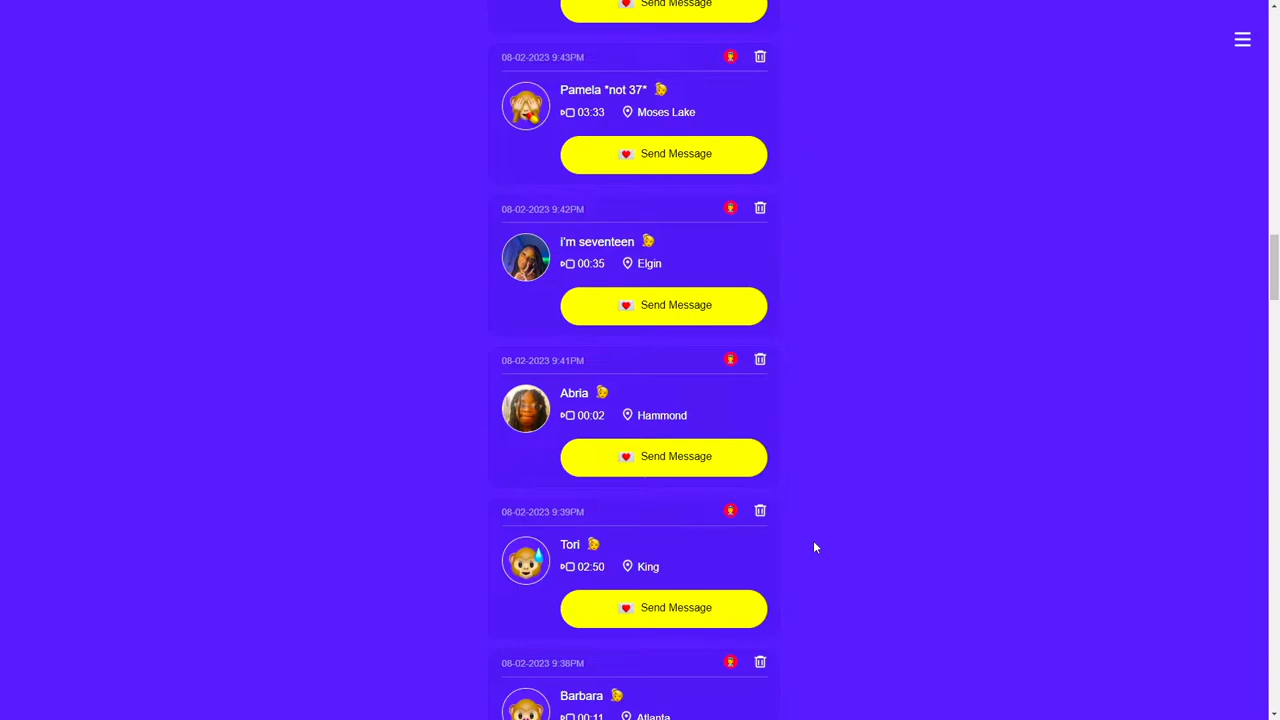 Send Message
08-02-2023 9:43PM
Pamela *not 37*
03:33 Moses Lake
Send Message
08-02-2023 9:42PM
i'm seventeen
00:35 Elgin
Send Message
08-02-2023 9:41PM
Abria
00:02 Hammond
Send Message
08-02-2023 9:39PM
Tori
02:50 King
Send Message
08-02-2023 9:38PM
Barbara
00:11 Atlanta